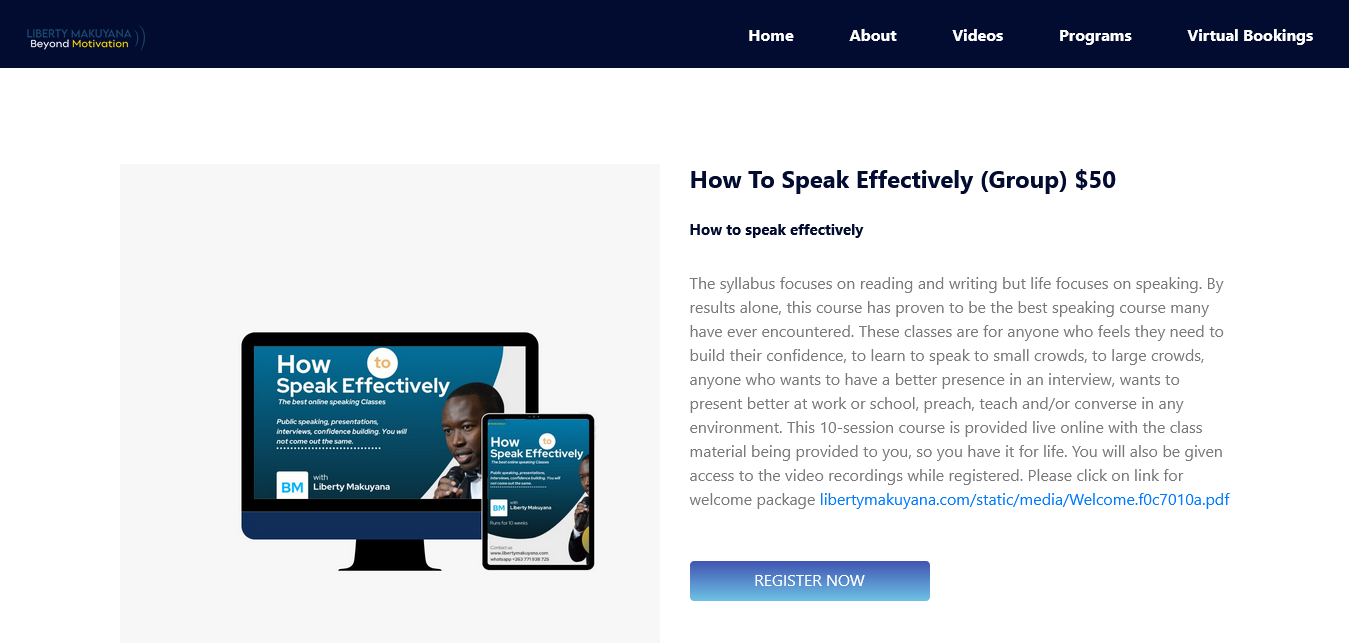 LIBERTY MAKUYANA
Beyond Motivation
Home
About
Videos
Programs
Virtual Bookings
How To Speak Effectively (Group) $50
How to speak effectively
The syllabus focuses on reading and writing but life focuses on speaking. By
results alone, this course has proven to be the best speaking course many
have ever encountered. These classes are for anyone who feels they need to
build their confidence, to learn to speak to small crowds, to large crowds,
anyone who wants to have a better presence in an interview, wants to
present better at work or school, preach, teach and/or converse in any
environment. This 10-session course is provided live online with the class
material being provided to you, so you have it for life. You will also be given
access to the video recordings while registered. Please click on link for
welcome package libertymakuyana.com/static/media/Welcome.f0c7010a.pdf
REGISTER NOW
How to
Speak Effectively
The best online speaking Classes
Public speaking, presentations,
interviews, confidence building. You will
not come out the same.
BM
with
Liberty Makuyana
How to
Speak Effectively
The best online speaking Classes
Public speaking, presentations,
interviews, confidence building. You will
not come out the same.
BM
with
Liberty Makuyana
Runs for 10 weeks
Contact us
www.libertymakuyana.com